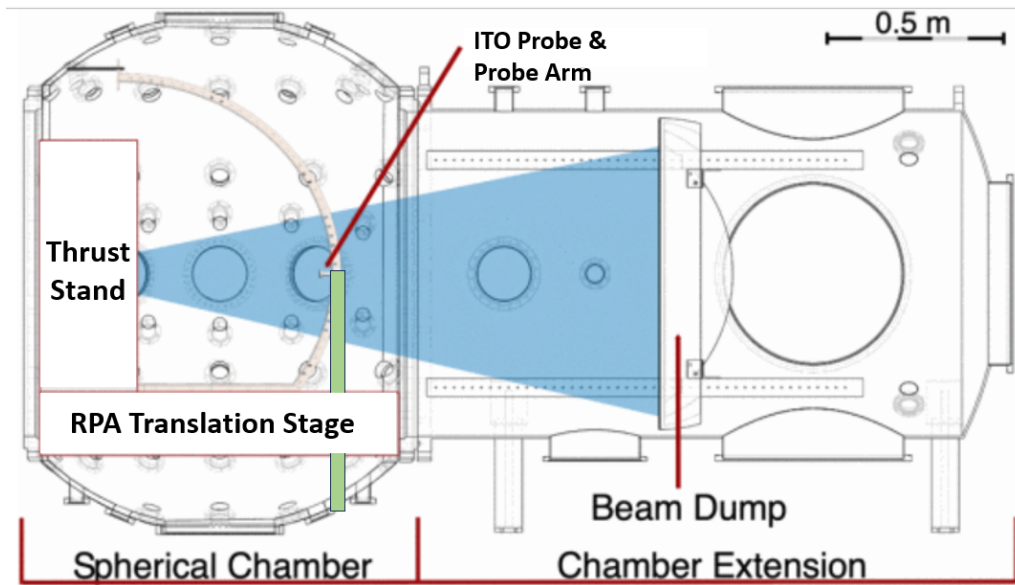 ITO Probe &
Probe Arm
0.5 m
Thrust
Stand
RPA Translation Stage
Beam Dump
Spherical Chamber
Chamber Extension